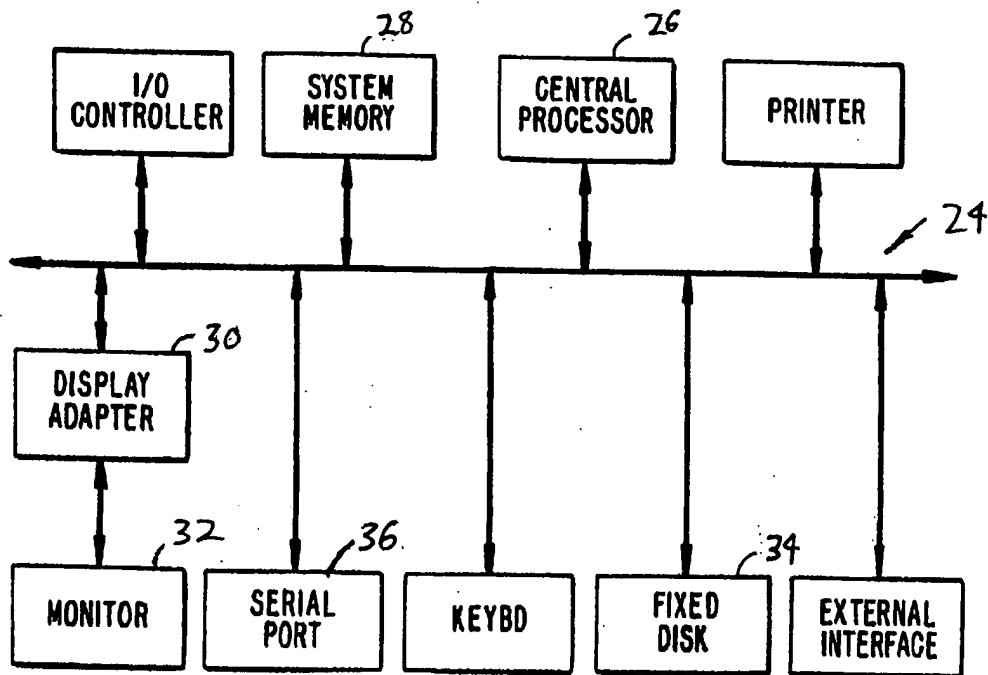 28
26
I/O
CONTROLLER
SYSTEM
MEMORY
CENTRAL
PROCESSOR
PRINTER
24
30
DISPLAY
ADAPTER
32
36
34
MONITOR
SERIAL
PORT
KEYBD
FIXED
DISK
EXTERNAL
INTERFACE